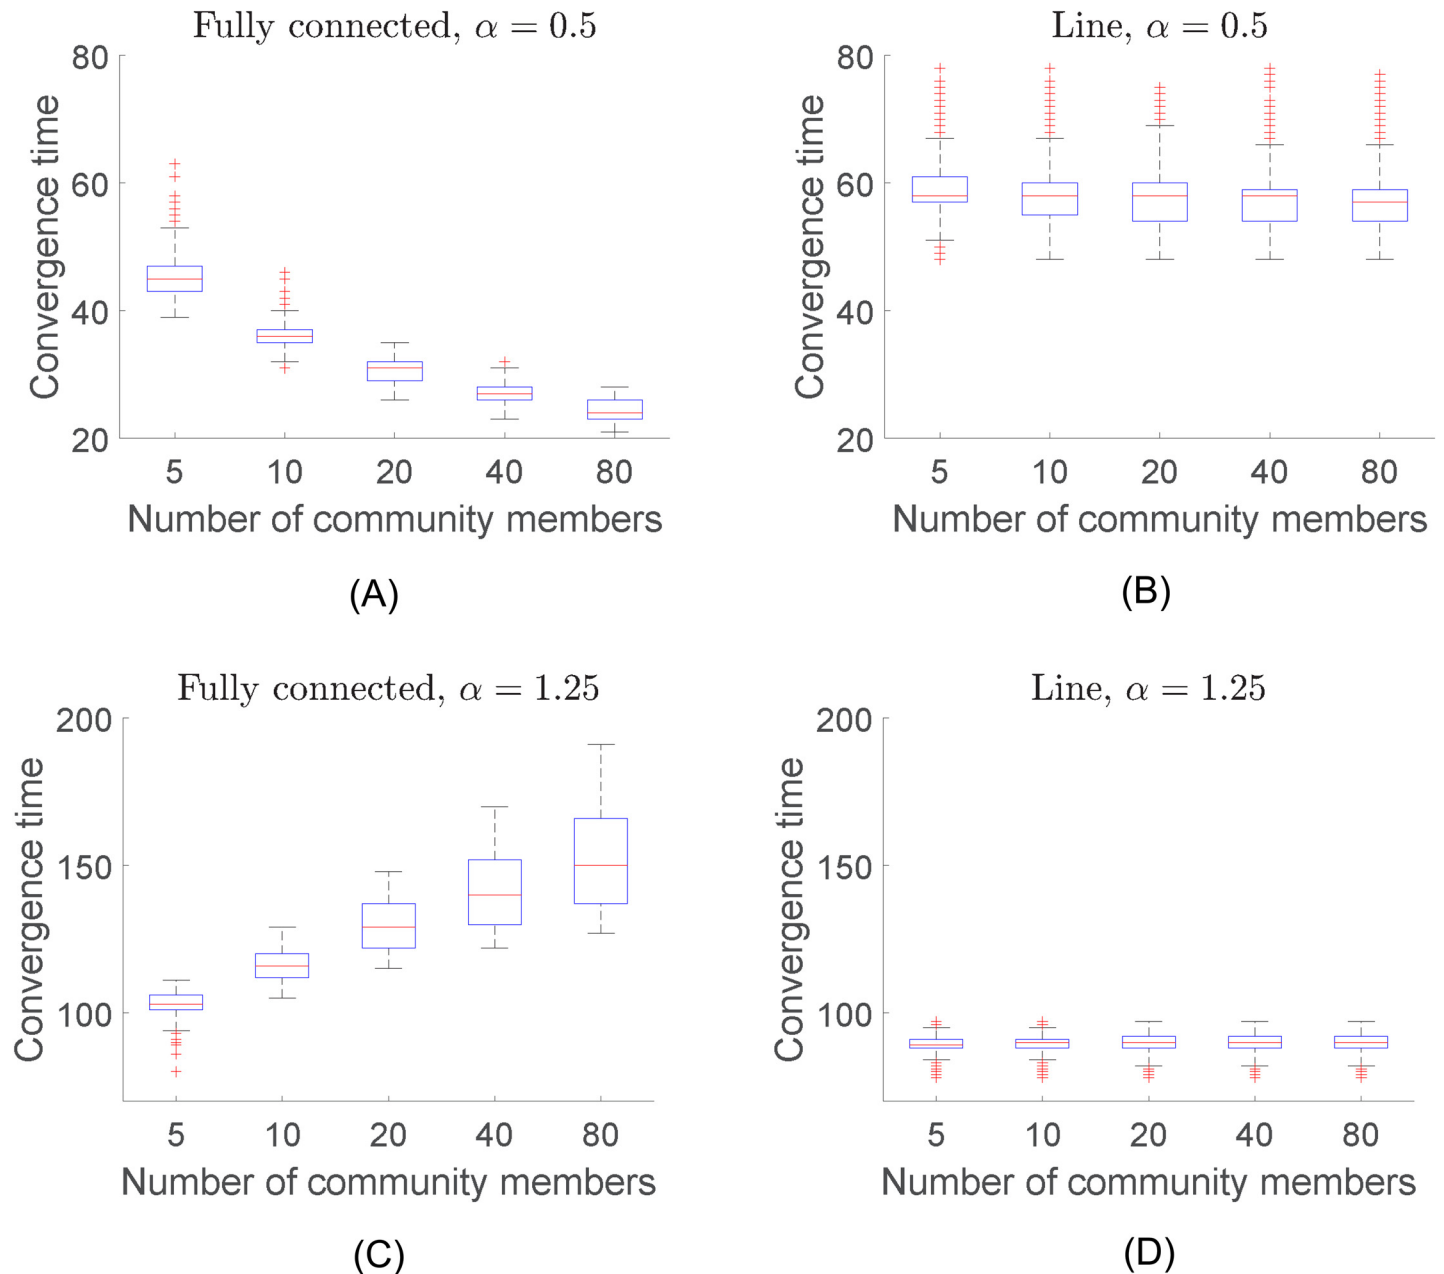 Fully connected, α = 0.5
80
60
40
20
Convergence time
5 10 20 40 80
Number of community members
(A)
Line, α = 0.5
80
60
40
20
Convergence time
5 10 20 40 80
Number of community members
(B)
Fully connected, α = 1.25
200
150
100
Convergence time
5 10 20 40 80
Number of community members
(C)
Line, α = 1.25
200
150
100
Convergence time
5 10 20 40 80
Number of community members
(D)